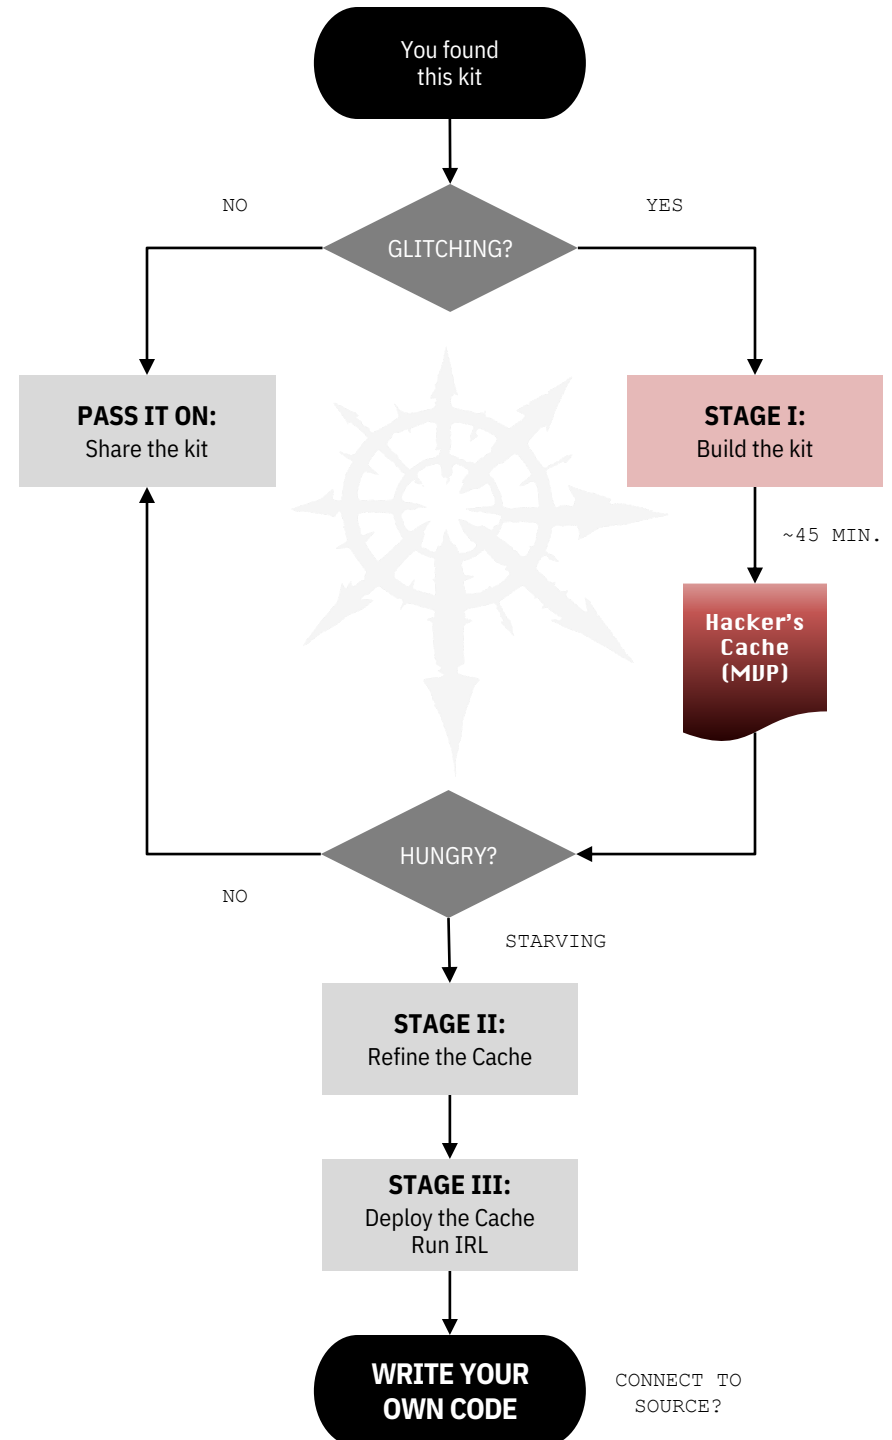 You found
this kit
NO
YES
GLITCHING?
PASS IT ON:
Share the kit
STAGE I:
Build the kit
~45 MIN.
Hacker’s
Cache
(MVP)
HUNGRY?
NO
STARVING
STAGE II:
Refine the Cache
STAGE III:
Deploy the Cache
Run IRL
WRITE YOUR
OWN CODE
CONNECT TO
SOURCE?